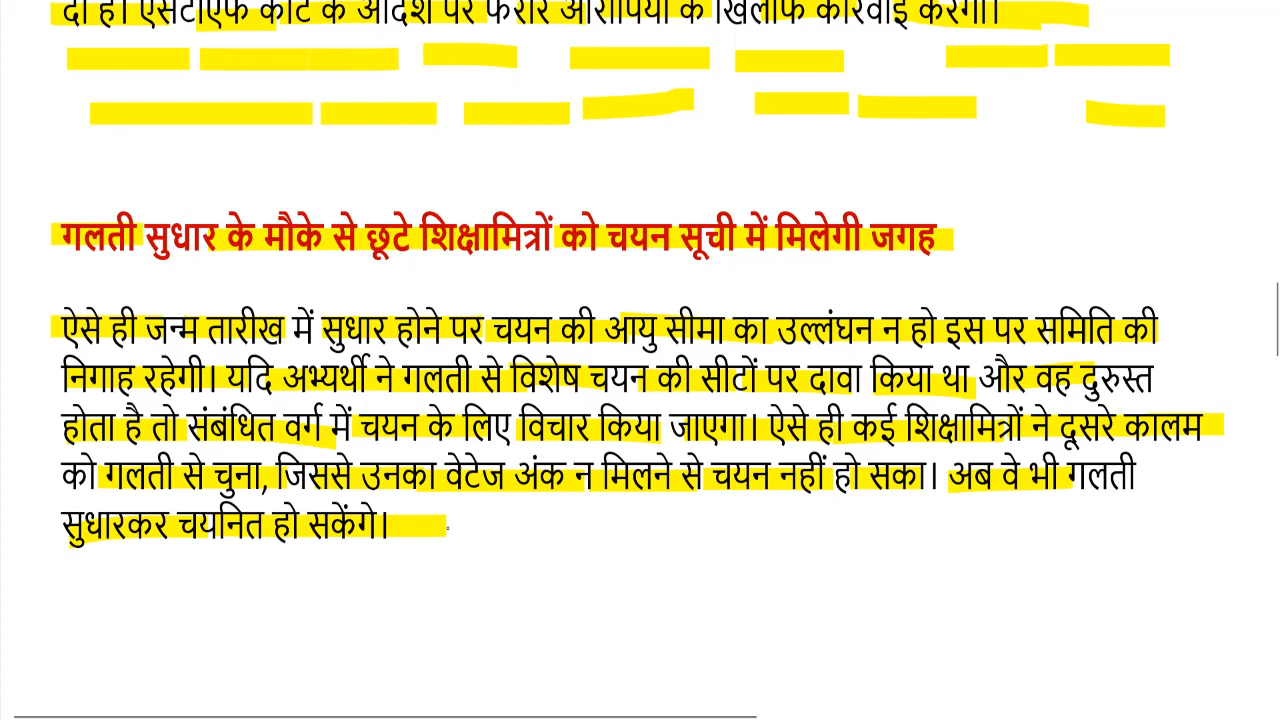 दी है। एसटीएफ कोर्ट के आदेश पर फरार आरोपियों के खिलाफ कार्रवाई करेगी।
गलती सुधार के मौके से छूटे शिक्षामित्रों को चयन सूची में मिलेगी जगह
ऐसे ही जन्म तारीख में सुधार होने पर चयन की आयु सीमा का उल्लंघन न हो इस पर समिति की
निगाह रहेगी। यदि अभ्यर्थी ने गलती से विशेष चयन की सीटों पर दावा किया था और वह दुरुस्त
होता है तो संबंधित वर्ग में चयन के लिए विचार किया जाएगा। ऐसे ही कई शिक्षामित्रों ने दूसरे कालम
को गलती से चुना, जिससे उनका वेटेज अंक न मिलने से चयन नहीं हो सका। अब वे भी गलती
सुधारकर चयनित हो सकेंगे।